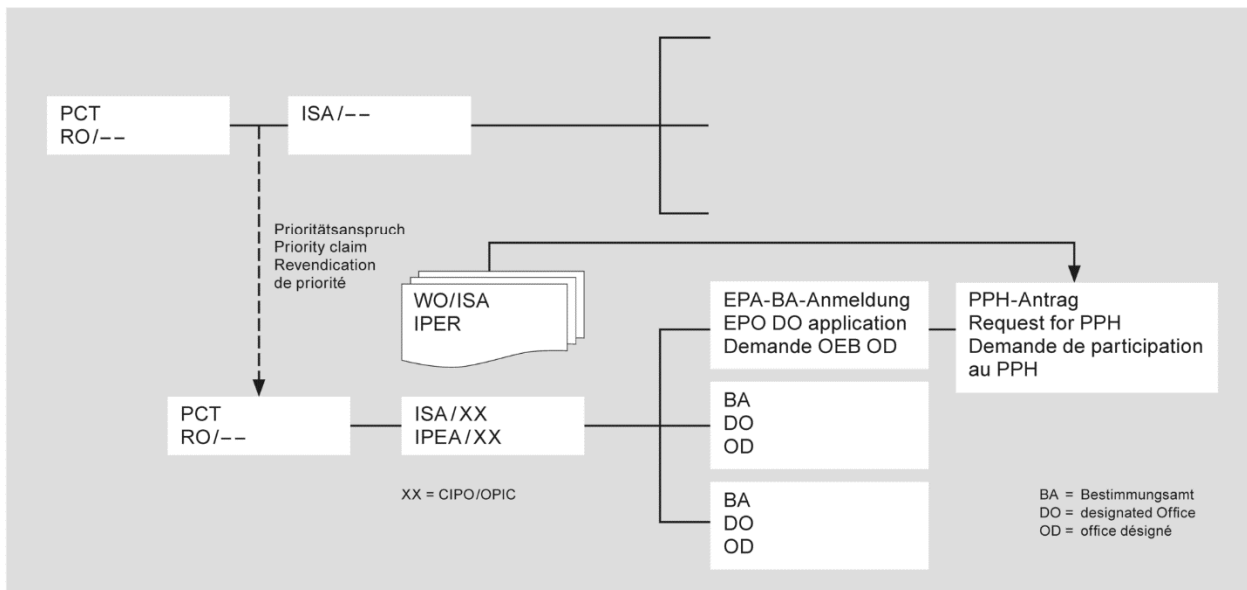 PCT
RO/--
ISA/--
Prioritätsanspruch
Priority claim
Revendication
de priorité
WO/ISA
IPER
EPA-BA-Anmeldung
EPO DO application
Demande OEB OD
PPH-Antrag
Request for PPH
Demande de participation
au PPH
PCT
RO/--
ISA/XX
IPEA/XX
BA
DO
OD
XX = CIPO/OPIC
BA
DO
OD
BA = Bestimmungsamt
DO = designated Office
OD = office désigné